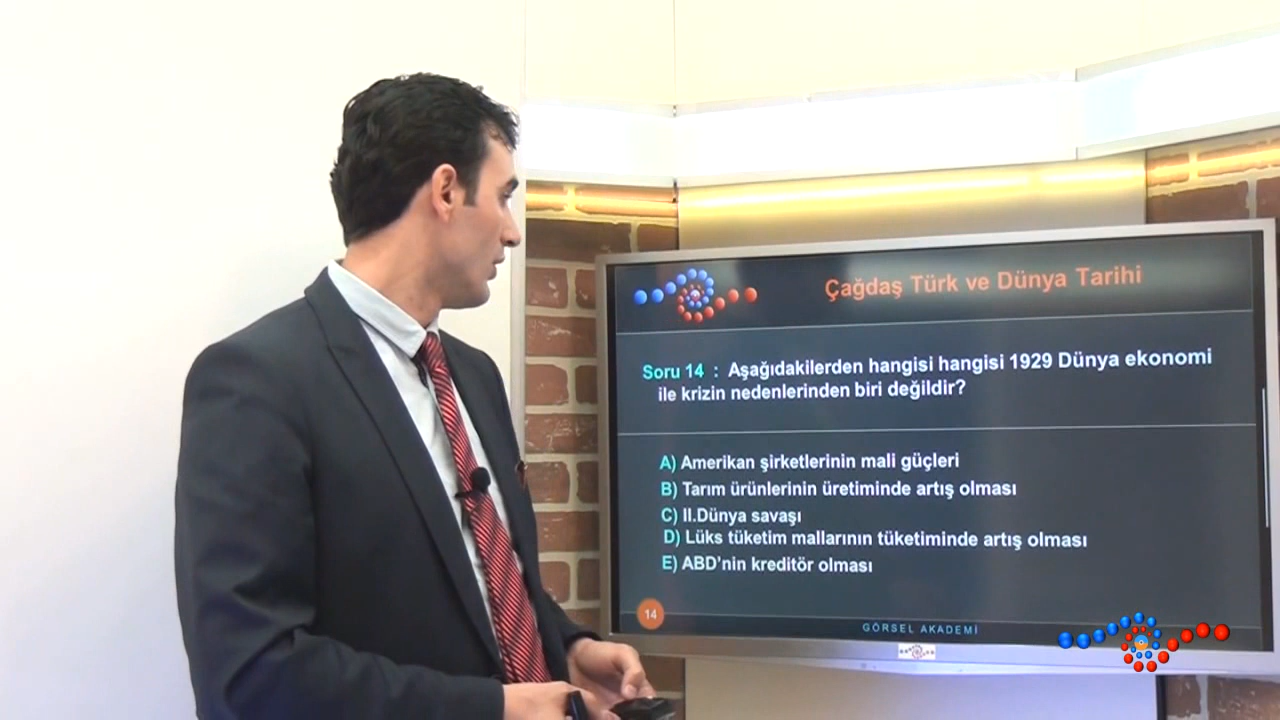 Çağdaş Türk ve Dünya Tarihi
Soru 14 : Aşağıdakilerden hangisi hangisi 1929 Dünya ekonomi
ile krizin nedenlerinden biri değildir?
A) Amerikan şirketlerinin mali güçleri
B) Tarım ürünlerinin üretiminde artış olması
C) II.Dünya savaşı
D) Lüks tüketim mallarının tüketiminde artış olması
E) ABD'nin kreditör olması
14
GÖRSEL AKADEMİ